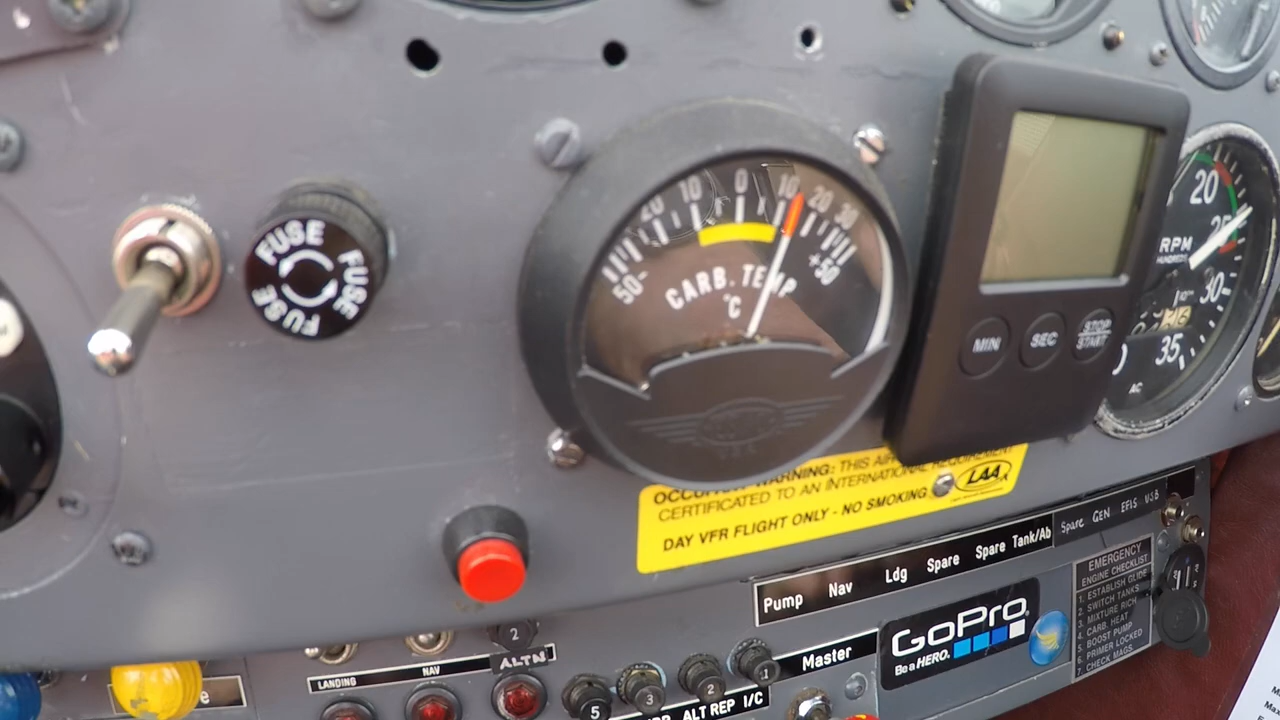 FUSE FUSE FUSE FUSE
20 10 0 10 20 30
50- +50
CARB. TEMP
°C
MIN SEC STOP START
20
25
RPM
HUNDREDS
30
35
AC
WARNING: THIS
CERTIFICATED TO AN INTERNATIONAL REQUIREMENT
DAY VFR FLIGHT ONLY - NO SMOKING
LAA
Pump Nav Ldg Spare Spare Tank/Ab
Spare GEN EFIS USB
EMERGENCY
ENGINE CHECKLIST
1. ESTABLISH GLIDE
2. SWITCH TANKS
3. MIXTURE RICH
4. CARB. HEAT
5. BOOST PUMP
6. PRIMER LOCKED
7. CHECK MAGS
GoPro
Be a HERO.
Master
2
ALTN
LANDING NAV
5 3 2 1
ALT REP I/C